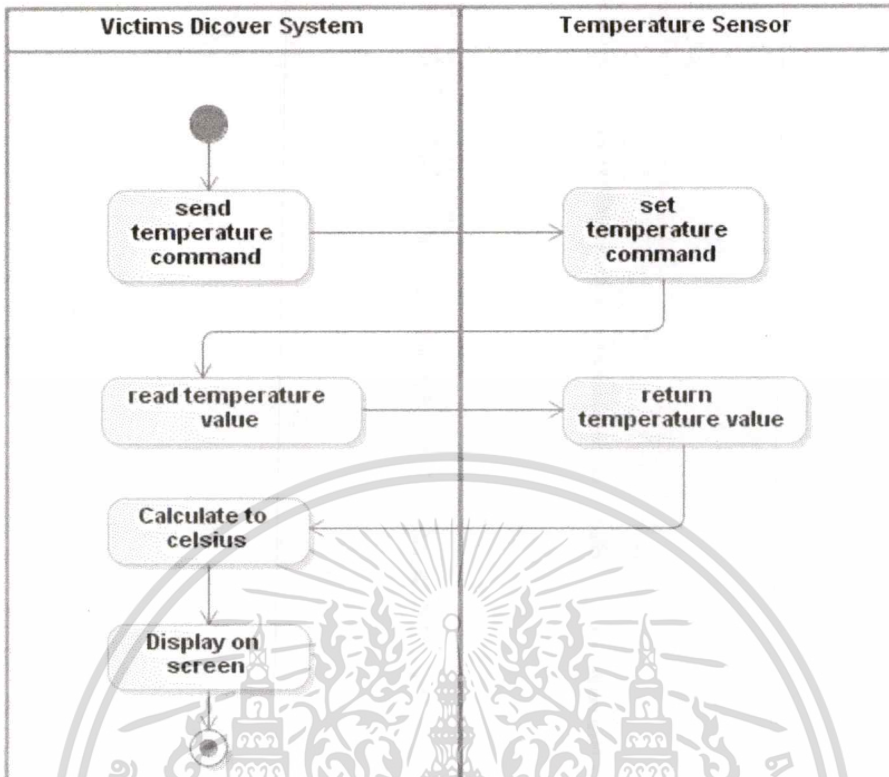 Victims Dicover System
Temperature Sensor
send
temperature
command
set
temperature
command
read temperature
value
return
temperature value
Calculate to
celsius
Display on
screen